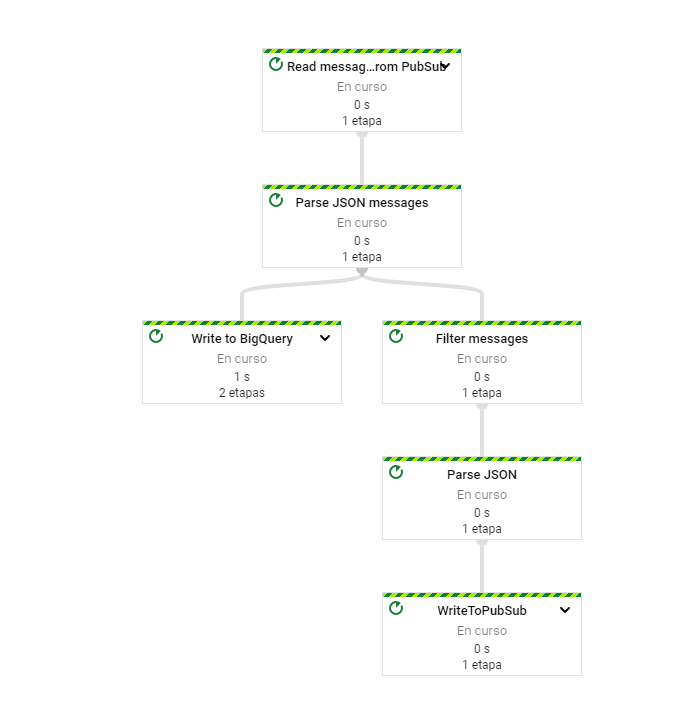 Read messag...rom PubSub
En curso
0 s
1 etapa
Parse JSON messages
En curso
0 s
1 etapa
Write to BigQuery
En curso
1 s
2 etapas
Filter messages
En curso
0 s
1 etapa
Parse JSON
En curso
0 s
1 etapa
WriteToPubSub
En curso
0 s
1 etapa